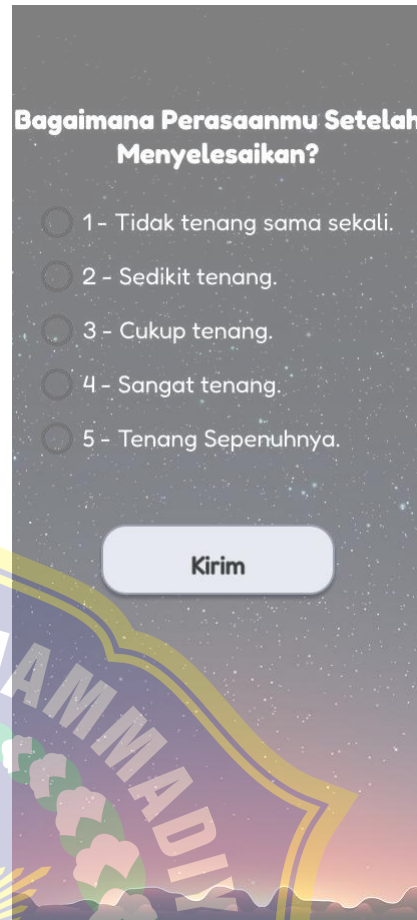 Bagaimana Perasaanmu Setelah
Menyelesaikan?
1 - Tidak tenang sama sekali.
2 - Sedikit tenang.
3 - Cukup tenang.
4 - Sangat tenang.
5 - Tenang Sepenuhnya.
Kirim